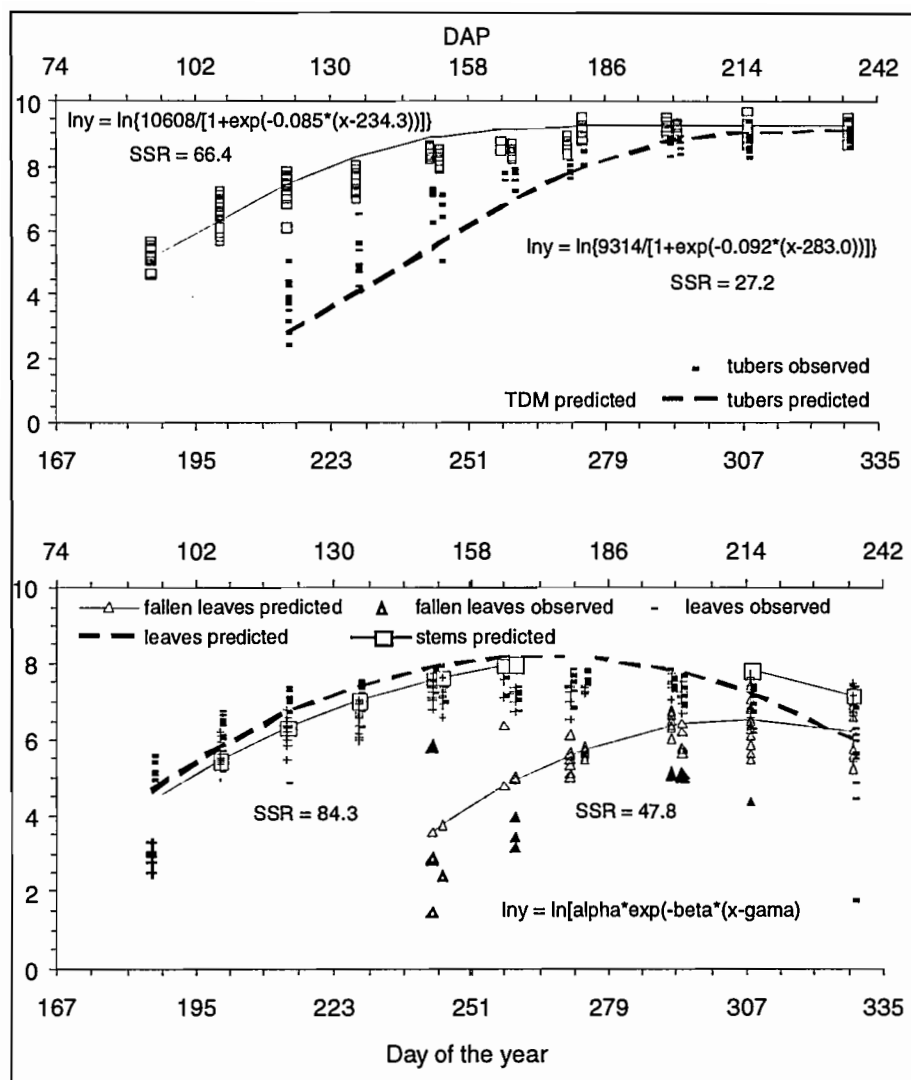 DAP
74 102 130 158 186 214 242
10
lny = ln{10608/[1+exp(-0.085*(x-234.3))]}
SSR = 66.4
8
6
lny = ln{9314/[1+exp(-0.092*(x-283.0))]}
SSR = 27.2
4
2
tubers observed
TDM predicted tubers predicted
0
167 195 223 251 279 307 335
74 102 130 158 186 214 242
10
fallen leaves predicted fallen leaves observed leaves observed
leaves predicted stems predicted
8
6
SSR = 84.3 SSR = 47.8
4
2
lny = ln[alpha*exp(-beta*(x-gama)
0
167 195 223 251 279 307 335
Day of the year